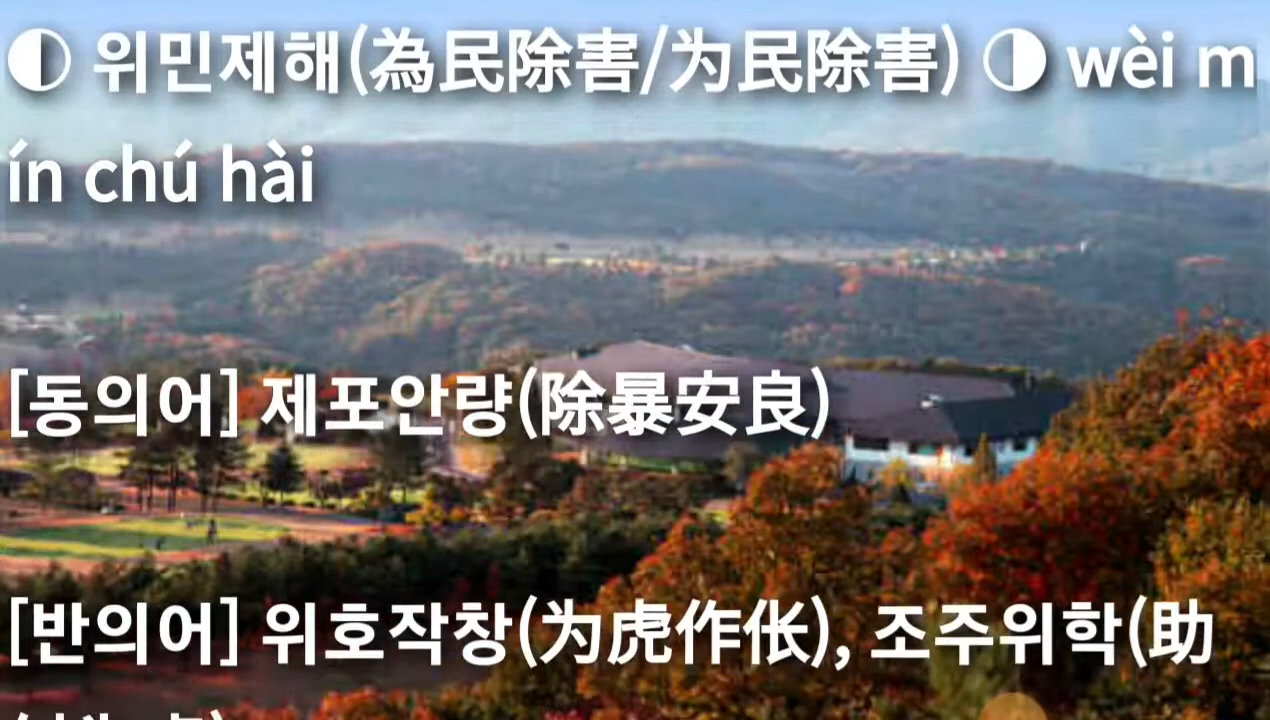 ◐ 위민제해(為民除害/为民除害) ◑ wèi m
ín chú hài
[동의어] 제포안량(除暴安良)
[반의어] 위호작창(为虎作伥), 조주위학(助